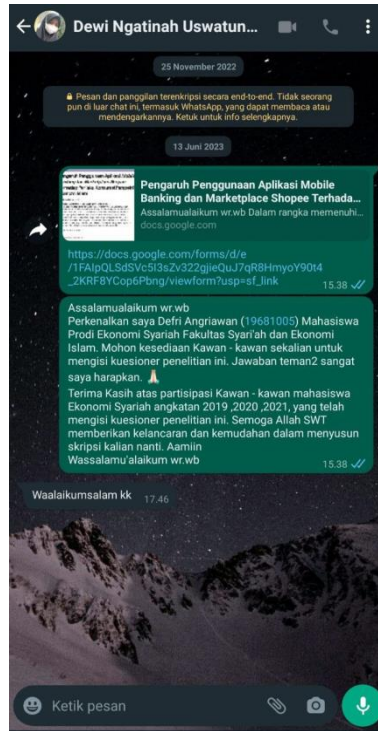 Dewi Ngatinah Uswatun...
25 November 2022
Pesan dan panggilan terenkripsi secara end-to-end. Tidak seorang
pun di luar chat ini, termasuk WhatsApp, yang dapat membaca atau
mendengarkannya. Ketuk untuk info selengkapnya.
13 Juni 2023
Pengaruh Penggunaan Aplikasi Mobile
Banking dan Marketplace Shopee Terhada...
Assalamualaikum wr.wb Dalam rangka memenuhi...
docs.google.com
https://docs.google.com/forms/d/e
/1FAIpQLSdSVc5I3sZv322gjieQuJ7qR8HmyoY90t4
_2KRF8YCop6Pbng/viewform?usp=sf_link
15.38
Assalamualaikum wr.wb
Perkenalkan saya Defri Angriawan (19681005) Mahasiswa
Prodi Ekonomi Syariah Fakultas Syari'ah dan Ekonomi
Islam. Mohon kesediaan Kawan - kawan sekalian untuk
mengisi kuesioner penelitian ini. Jawaban teman2 sangat
saya harapkan. 🙏🏻
Terima Kasih atas partisipasi Kawan - kawan mahasiswa
Ekonomi Syariah angkatan 2019 ,2020 ,2021, yang telah
mengisi kuesioner penelitian ini. Semoga Allah SWT
memberikan kelancaran dan kemudahan dalam menyusun
skripsi kalian nanti. Aamiin
Wassalamu'alaikum wr.wb
15.38
Waalaikumsalam kk 17.46
Ketik pesan